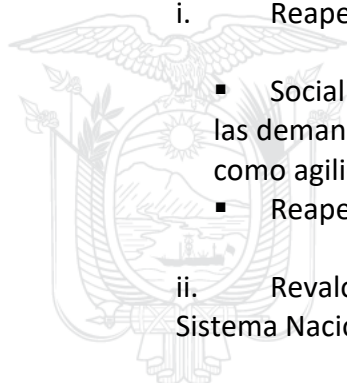 i. Reape
▪ Social
las deman
como agili
▪ Reape
ii. Revalo
Sistema Nacio